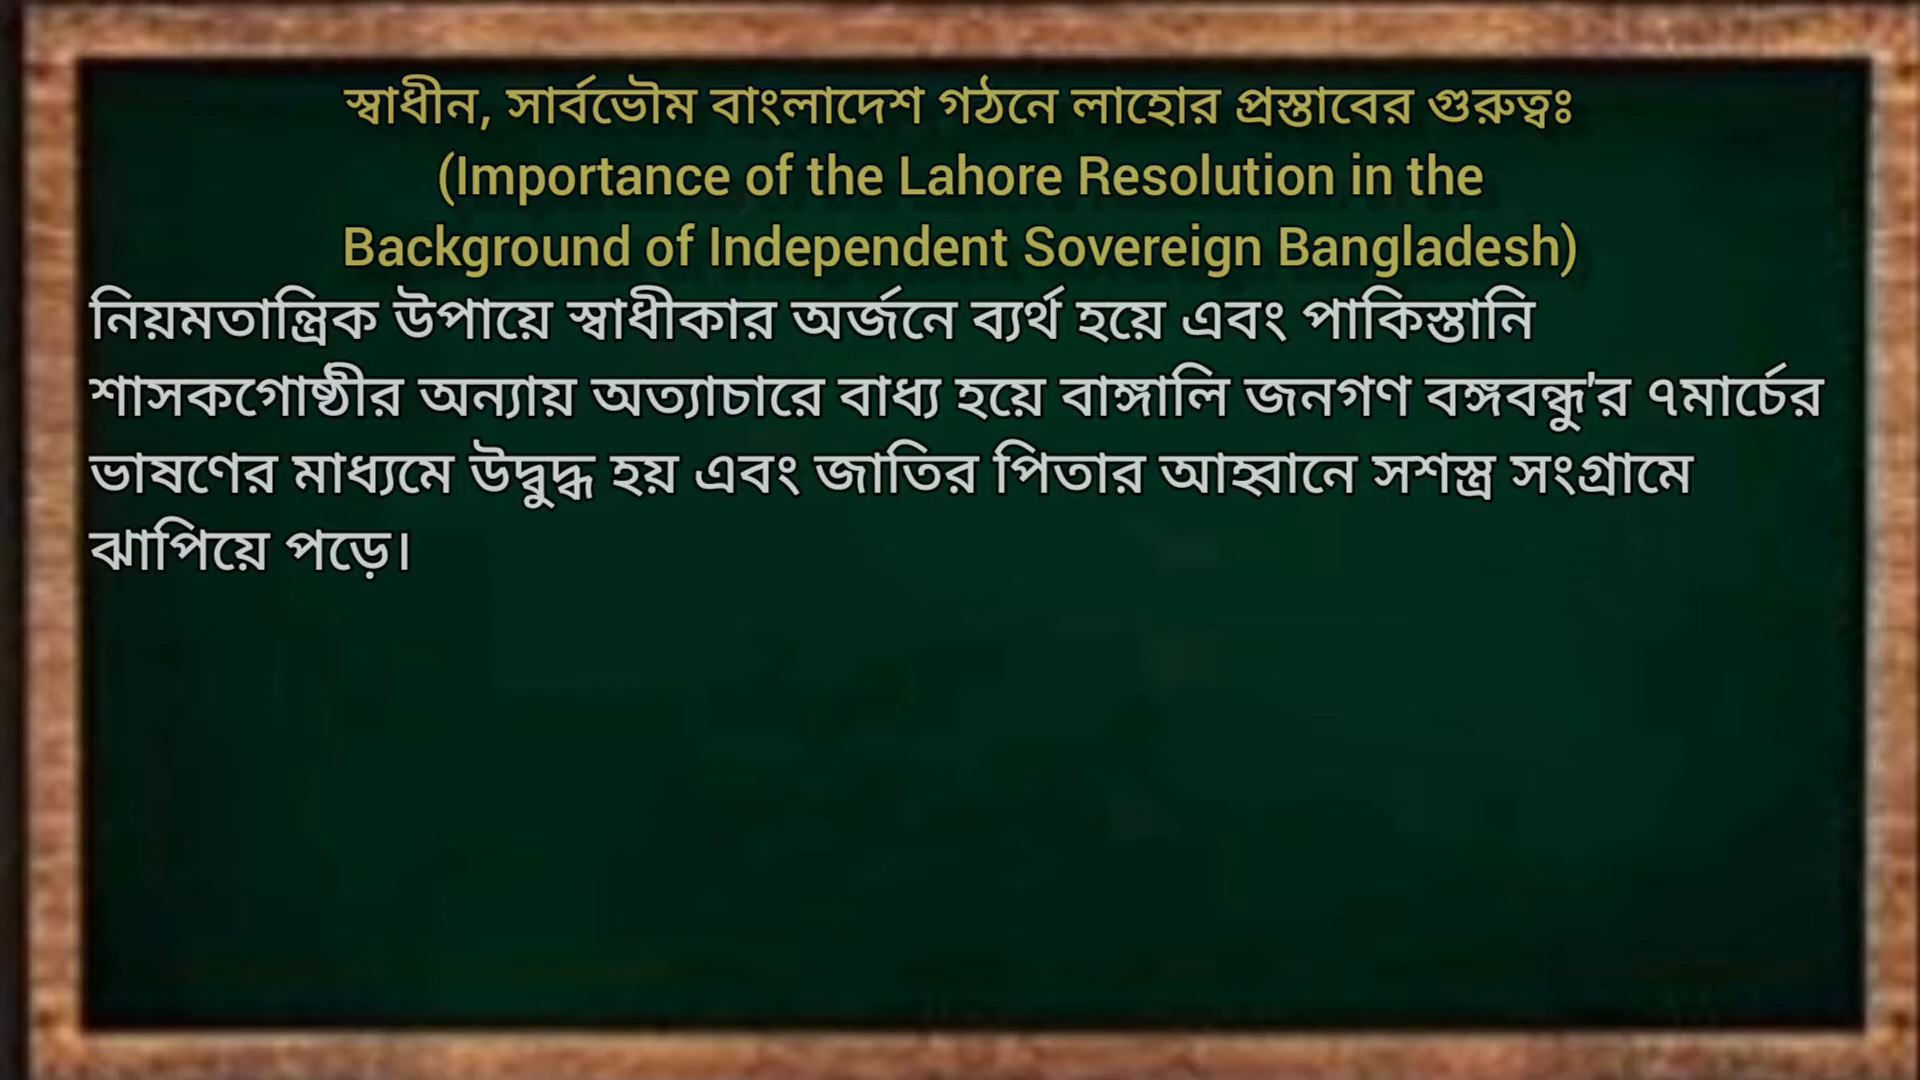 স্বাধীন, সার্বভৌম বাংলাদেশ গঠনে লাহোর প্রস্তাবের গুরুত্বঃ
(Importance of the Lahore Resolution in the
Background of Independent Sovereign Bangladesh)
নিয়মতান্ত্রিক উপায়ে স্বাধীকার অর্জনে ব্যর্থ হয়ে এবং পাকিস্তানি
শাসকগোষ্ঠীর অন্যায় অত্যাচারে বাধ্য হয়ে বাঙ্গালি জনগণ বঙ্গবন্ধু'র ৭মার্চের
ভাষণের মাধ্যমে উদ্বুদ্ধ হয় এবং জাতির পিতার আহ্বানে সশস্ত্র সংগ্রামে
ঝাপিয়ে পড়ে।